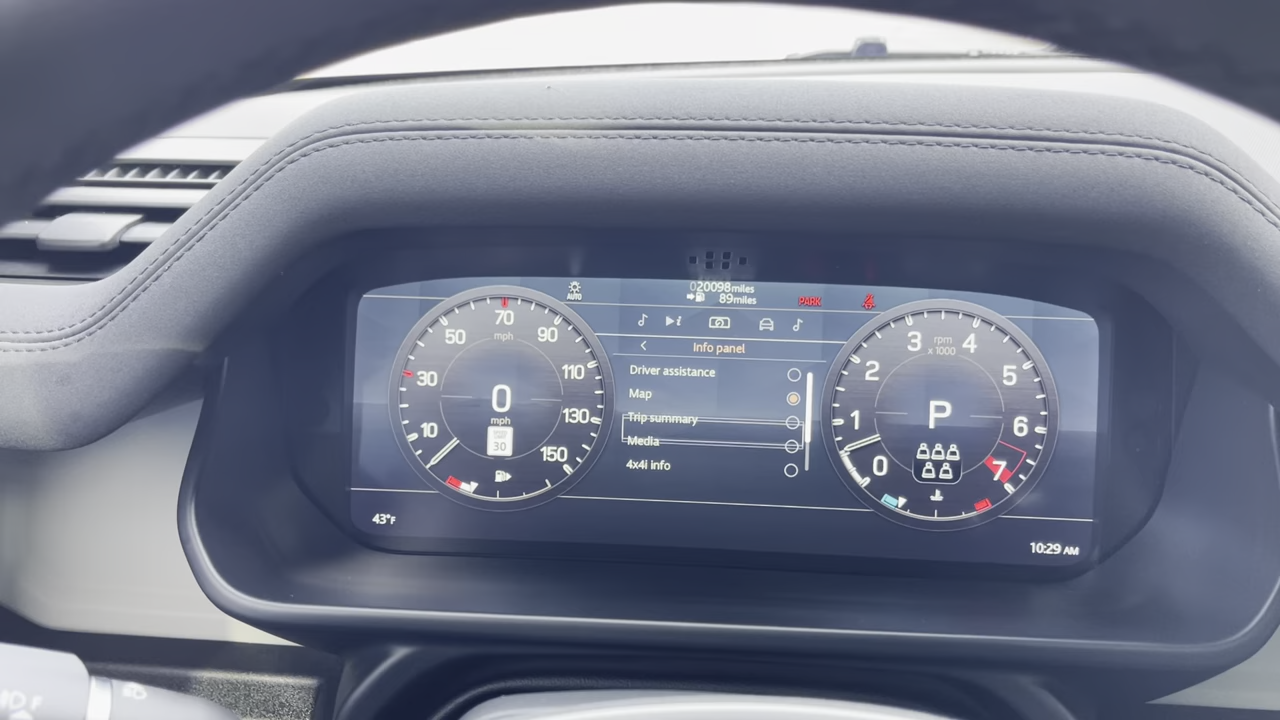 020098miles
89miles
PARK
AUTO
Info panel
Driver assistance
Map
Trip summary
Media
4x4i info
10
30
50
70
90
110
130
150
mph
0
mph
30
0
1
2
3
4
5
6
7
rpm
x 1000
P
43°F
10:29 AM